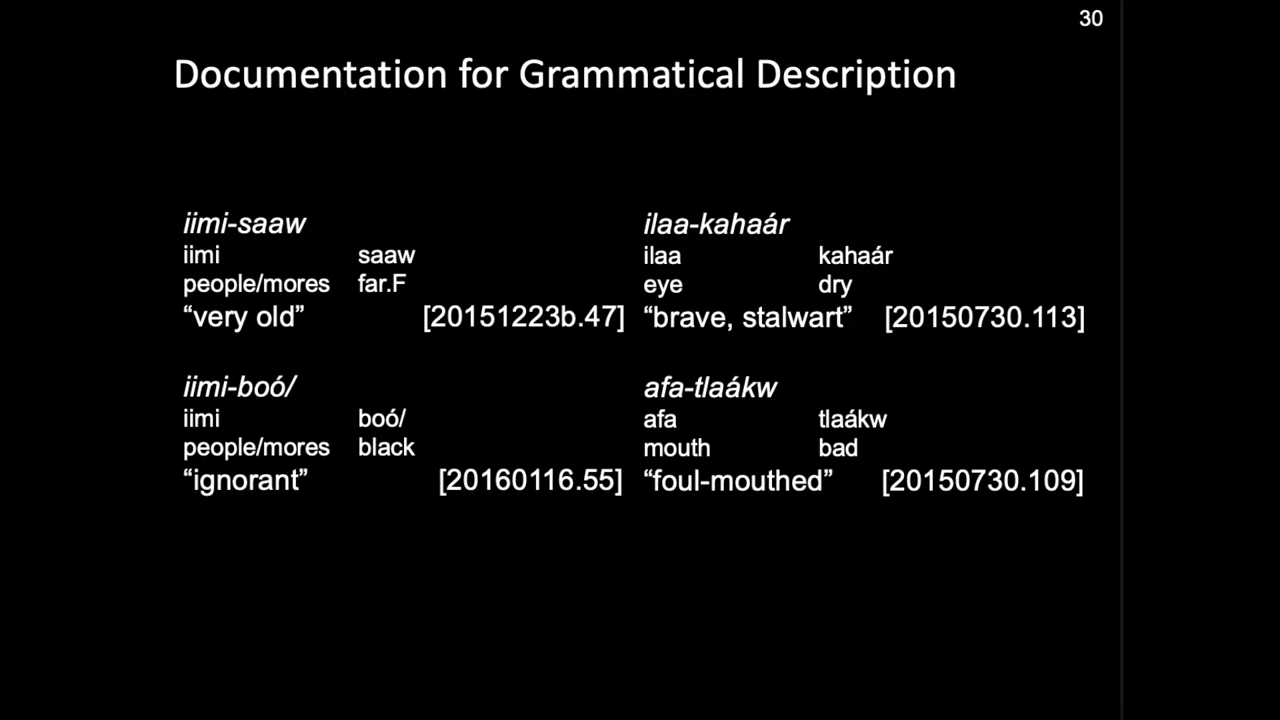 30
Documentation for Grammatical Description
iimi-saaw
iimi saaw
people/mores far.F
“very old” [20151223b.47]
ilaa-kahaár
ilaa kahaár
eye dry
“brave, stalwart” [20150730.113]
iimi-boó/
iimi boó/
people/mores black
“ignorant” [20160116.55]
afa-tlaákw
afa tlaákw
mouth bad
“foul-mouthed” [20150730.109]